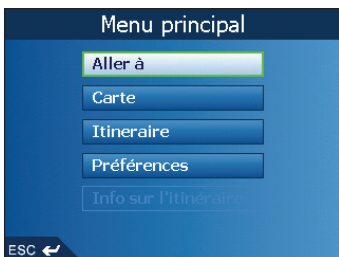 Menu principal
Aller à
Carte
Itineraire
Préférences
Info sur l'itinéraire
ESC